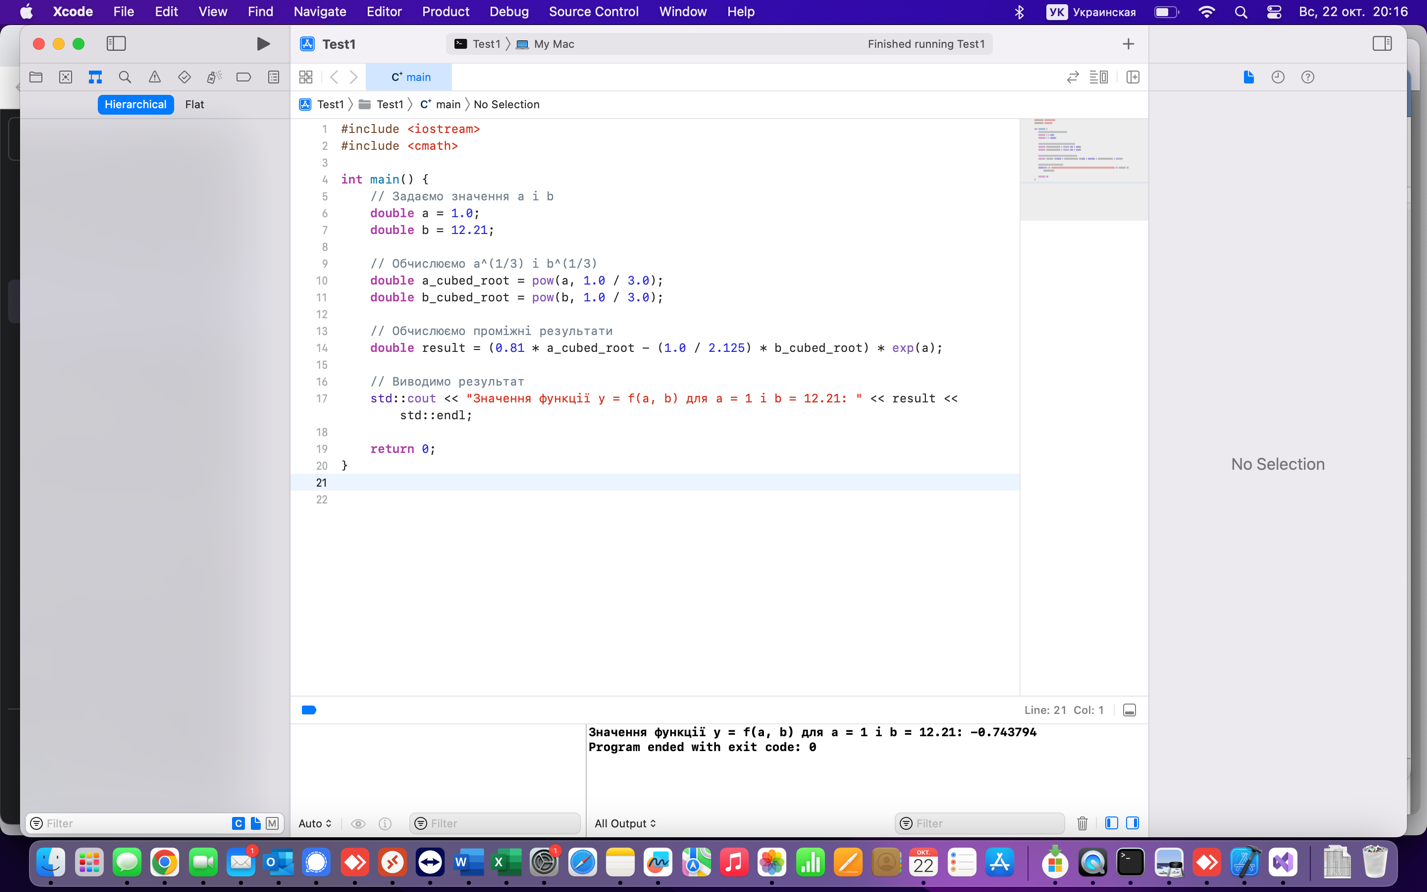 Xcode File Edit View Find Navigate Editor Product Debug Source Control Window Help УК Украинская Вс, 22 окт. 20:16
Test1 Test1 My Mac Finished running Test1
C+ main
Hierarchical Flat
Test1 Test1 C+ main No Selection
1 #include <iostream>
2 #include <cmath>
3
4 int main() {
5 // Задаємо значення a і b
6 double a = 1.0;
7 double b = 12.21;
8
9 // Обчислюємо a^(1/3) і b^(1/3)
10 double a_cubed_root = pow(a, 1.0 / 3.0);
11 double b_cubed_root = pow(b, 1.0 / 3.0);
12
13 // Обчислюємо проміжні результати
14 double result = (0.81 * a_cubed_root - (1.0 / 2.125) * b_cubed_root) * exp(a);
15
16 // Виводимо результат
17 std::cout << "Значення функції y = f(a, b) для a = 1 і b = 12.21: " << result <<
std::endl;
18
19 return 0;
20 }
21
22
No Selection
Line: 21 Col: 1
Значення функції y = f(a, b) для a = 1 і b = 12.21: -0.743794
Program ended with exit code: 0
Filter C M Auto Filter All Output Filter
1 1 ОКТ.
22